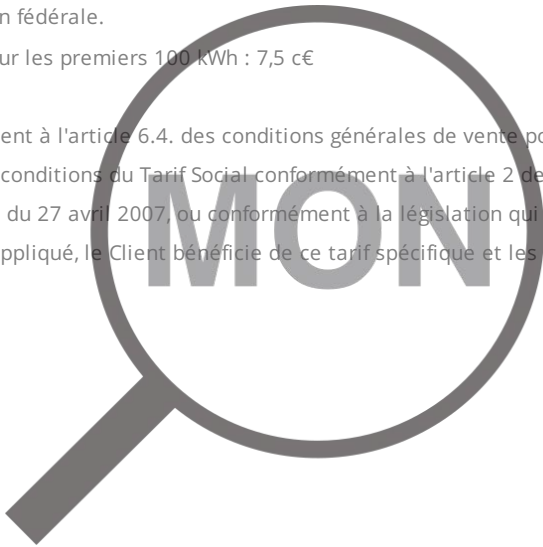 n fédérale.
ur les premiers 100 kWh : 7,5 c€
ent à l'article 6.4. des conditions générales de vente po
conditions du Tarif Social conformément à l'article 2 de
du 27 avril 2007, ou conformément à la législation qui
ppliqué, le Client bénéficie de ce tarif spécifique et les
MON